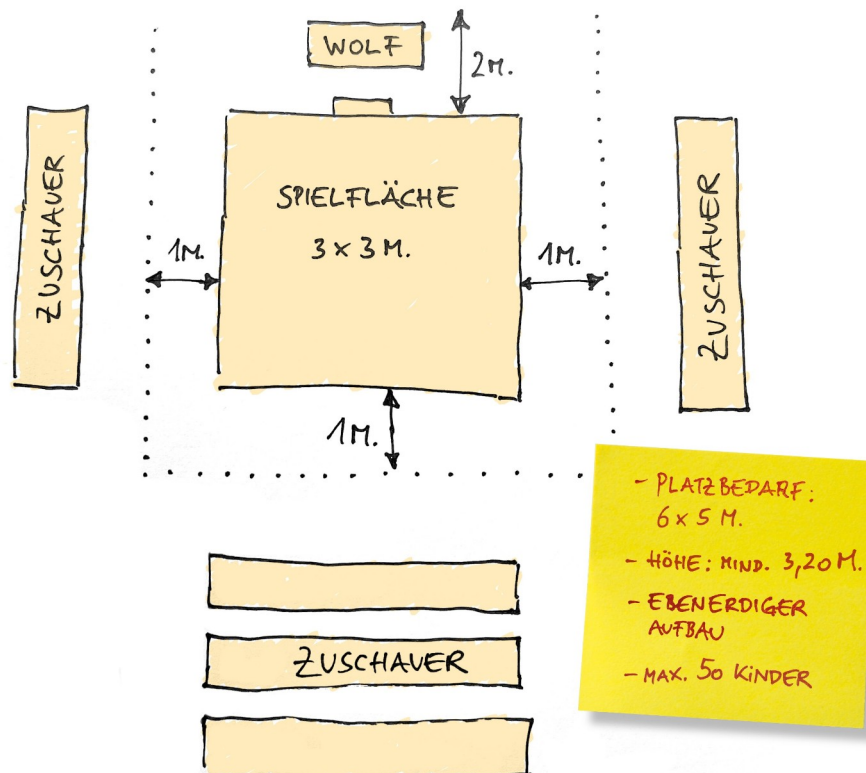 WOLF
2M.
ZUSCHAUER
SPIELFLÄCHE
3 x 3 M.
1M.
1M.
ZUSCHAUER
1M.
ZUSCHAUER
- PLATZBEDARF:
6 x 5 M.
- HÖHE: MIND. 3,20 M.
- EBENERDIGER
AUFBAU
- MAX. 50 KINDER